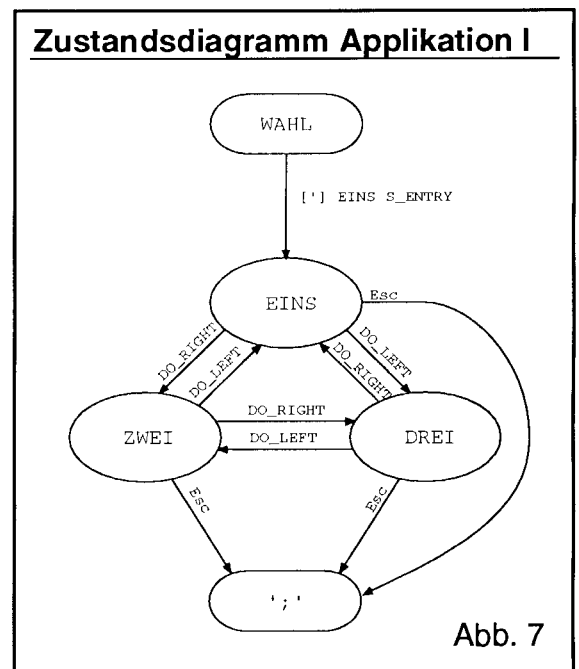 Zustandsdiagramm Applikation I
WAHL
['] EINS S_ENTRY
EINS
Esc
DO_RIGHT
DO_LEFT
DO_LEFT
DO_RIGHT
ZWEI
DO_RIGHT
DO_LEFT
DREI
Esc
Esc
';'
Abb. 7